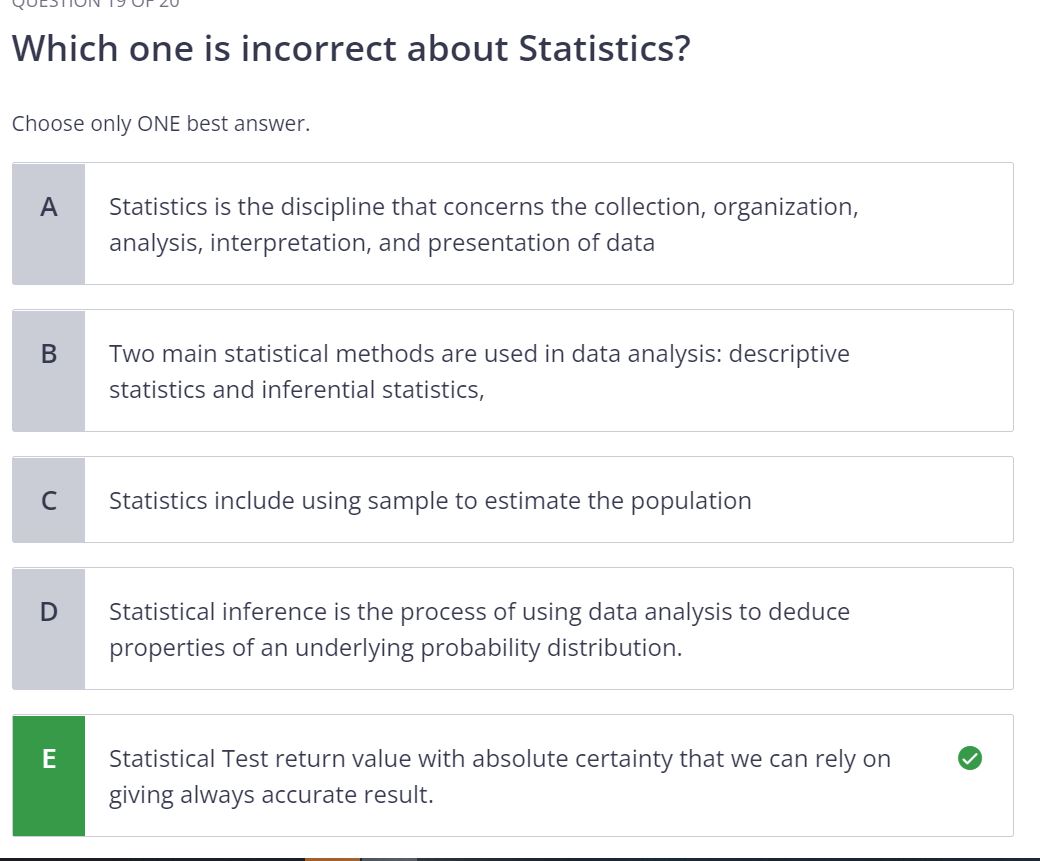 QUESTION 19 OF 20
Which one is incorrect about Statistics?
Choose only ONE best answer.
A
Statistics is the discipline that concerns the collection, organization,
analysis, interpretation, and presentation of data
B
Two main statistical methods are used in data analysis: descriptive
statistics and inferential statistics,
C
Statistics include using sample to estimate the population
D
Statistical inference is the process of using data analysis to deduce
properties of an underlying probability distribution.
E
Statistical Test return value with absolute certainty that we can rely on
giving always accurate result.